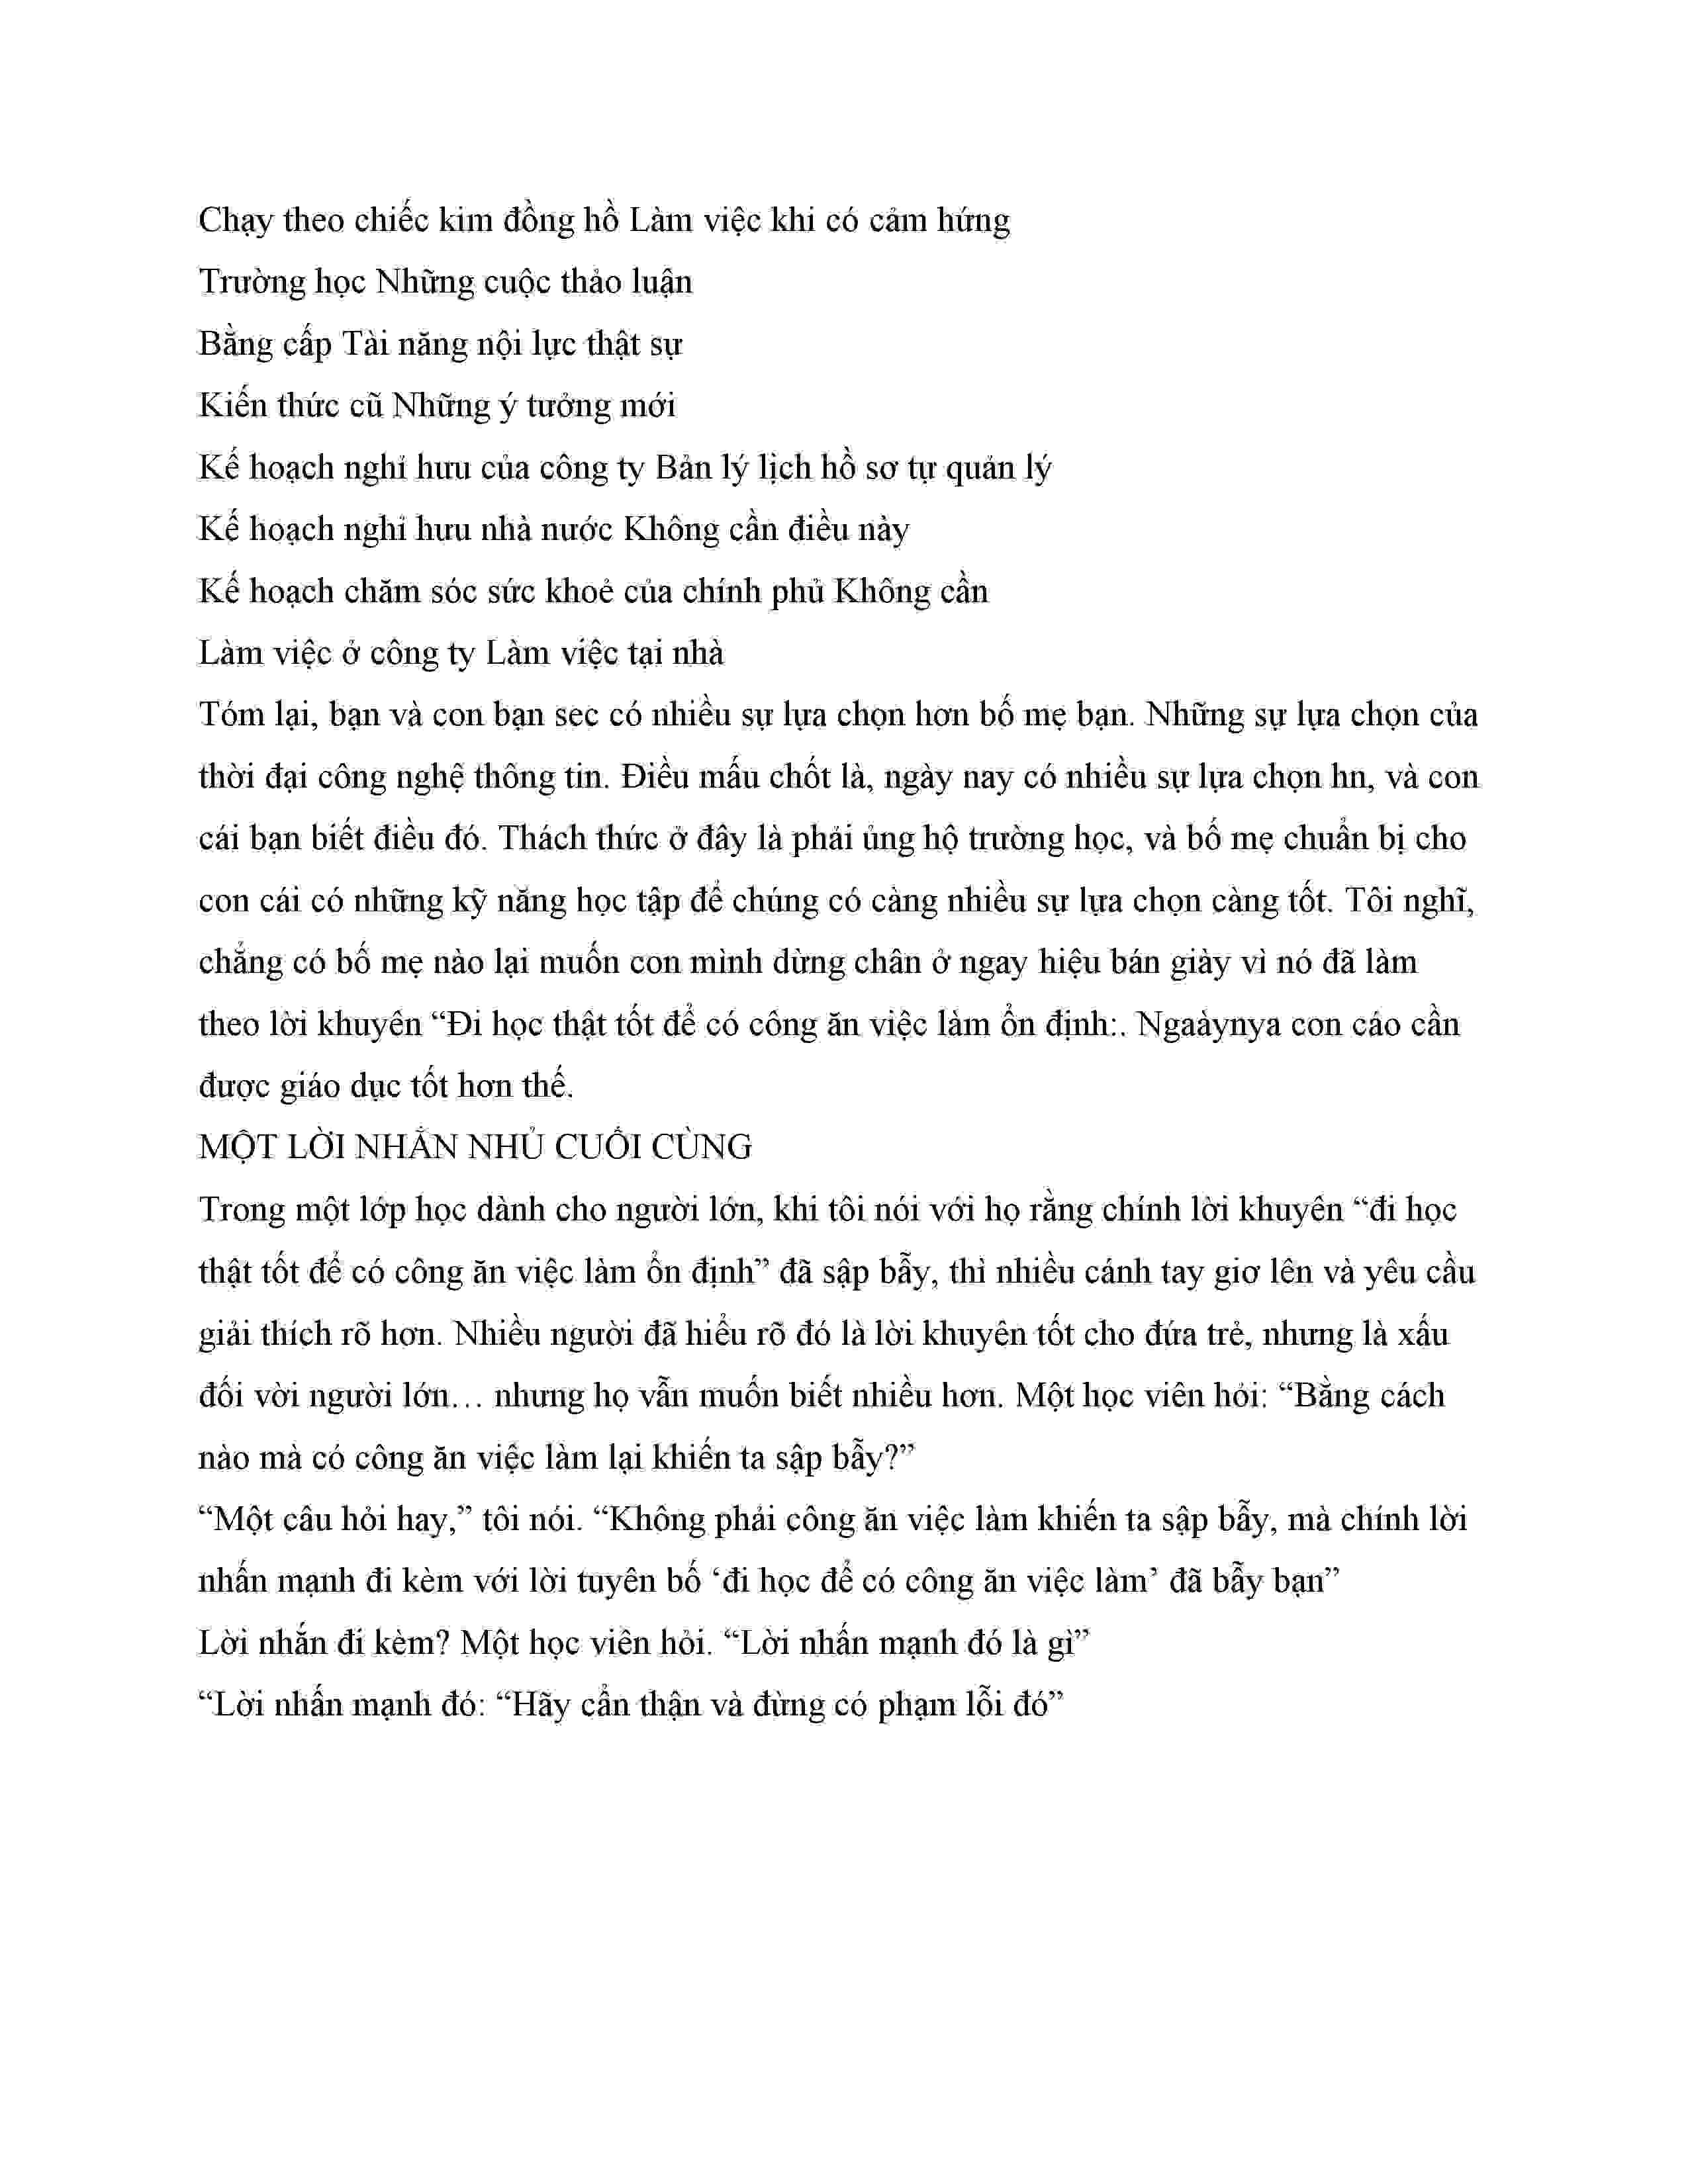 Chạy theo chiếc kim đồng hồ Làm việc khi có cảm hứng
Trường học Những cuộc thảo luận
Bằng cấp Tài năng nội lực thật sự
Kiến thức cũ Những ý tưởng mới
Kế hoạch nghỉ hưu của công ty Bản lý lịch hồ sơ tự quản lý
Kế hoạch nghỉ hưu nhà nước Không cần điều này
Kế hoạch chăm sóc sức khoẻ của chính phủ Không cần
Làm việc ở công ty Làm việc tại nhà
Tóm lại, bạn và con bạn sec có nhiều sự lựa chọn hơn bố mẹ bạn. Những sự lựa chọn của
thời đại công nghệ thông tin. Điều mấu chốt là, ngày nay có nhiều sự lựa chọn hn, và con
cái bạn biết điều đó. Thách thức ở đây là phải ủng hộ trường học, và bố mẹ chuẩn bị cho
con cái có những kỹ năng học tập để chúng có càng nhiều sự lựa chọn càng tốt. Tôi nghĩ,
chẳng có bố mẹ nào lại muốn con mình dừng chân ở ngay hiệu bán giày vì nó đã làm
theo lời khuyên “Đi học thật tốt để có công ăn việc làm ổn định:. Ngaàynya con cáo cần
được giáo dục tốt hơn thế.
MỘT LỜI NHẮN NHỦ CUỐI CÙNG
Trong một lớp học dành cho người lớn, khi tôi nói với họ rằng chính lời khuyên “đi học
thật tốt để có công ăn việc làm ổn định” đã sập bẫy, thì nhiều cánh tay giơ lên và yêu cầu
giải thích rõ hơn. Nhiều người đã hiểu rõ đó là lời khuyên tốt cho đứa trẻ, nhưng là xấu
đối vời người lớn… nhưng họ vẫn muốn biết nhiều hơn. Một học viên hỏi: “Bằng cách
nào mà có công ăn việc làm lại khiến ta sập bẫy?”
“Một câu hỏi hay,” tôi nói. “Không phải công ăn việc làm khiến ta sập bẫy, mà chính lời
nhấn mạnh đi kèm với lời tuyên bố ‘đi học để có công ăn việc làm’ đã bẫy bạn”
Lời nhắn đi kèm? Một học viên hỏi. “Lời nhấn mạnh đó là gì”
“Lời nhấn mạnh đó: “Hãy cẩn thận và đừng có phạm lỗi đó”